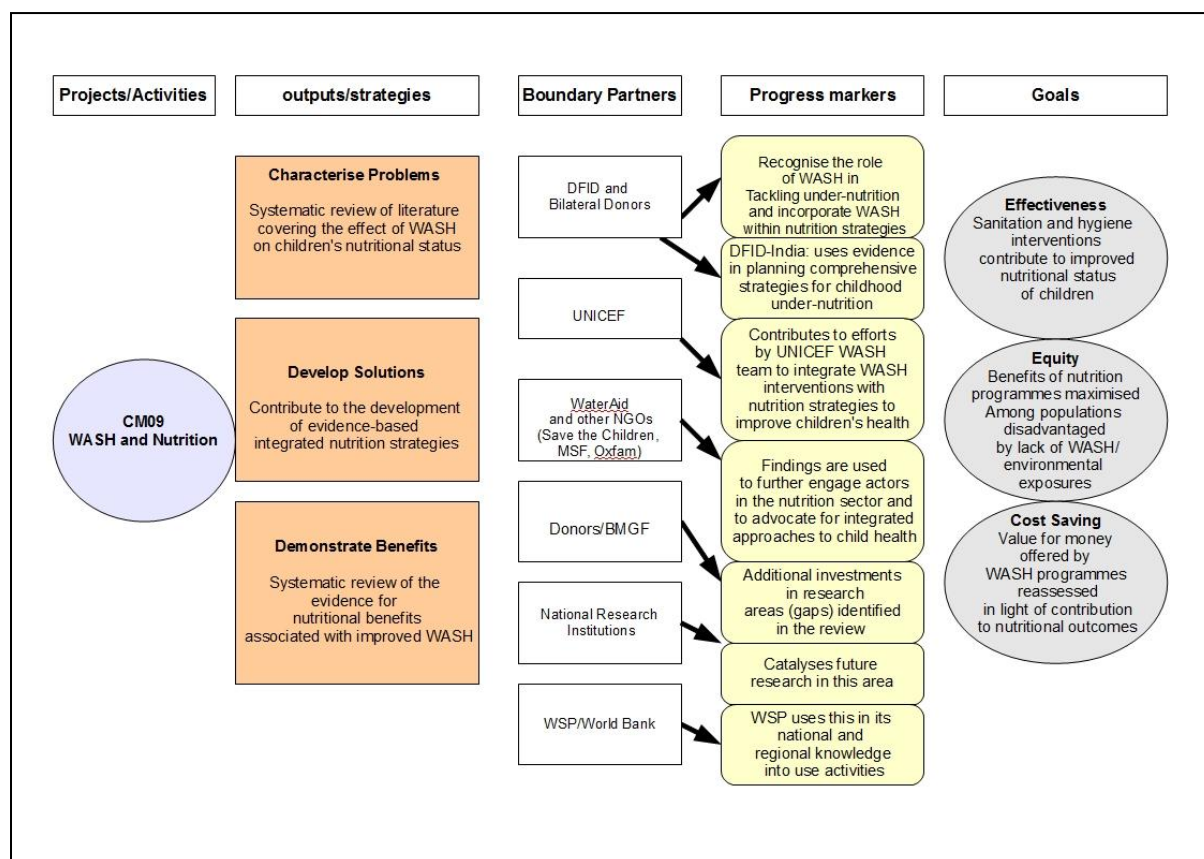 Projects/Activities
outputs/strategies
Boundary Partners
Progress markers
Goals
CM09
WASH and Nutrition
Characterise Problems
Systematic review of literature
covering the effect of WASH
on children's nutritional status
Develop Solutions
Contribute to the development
of evidence-based
integrated nutrition strategies
Demonstrate Benefits
Systematic review of the
evidence for
nutritional benefits
associated with improved WASH
DFID and
Bilateral Donors
UNICEF
WaterAid
and other NGOs
(Save the Children,
MSF, Oxfam)
Donors/BMGF
National Research
Institutions
WSP/World Bank
Recognise the role
of WASH in
Tackling under-nutrition
and incorporate WASH
within nutrition strategies
DFID-India: uses evidence
in planning comprehensive
strategies for childhood
under-nutrition
Contributes to efforts
by UNICEF WASH
team to integrate WASH
interventions with
nutrition strategies to
improve children's health
Findings are used
to further engage actors
in the nutrition sector and
to advocate for integrated
approaches to child health
Additional investments
in research
areas (gaps) identified
in the review
Catalyses future
research in this area
WSP uses this in its
national and
regional knowledge
into use activities
Effectiveness
Sanitation and hygiene
interventions
contribute to improved
nutritional status
of children
Equity
Benefits of nutrition
programmes maximised
Among populations
disadvantaged
by lack of WASH/
environmental
exposures
Cost Saving
Value for money
offered by
WASH programmes
reassessed
in light of contribution
to nutritional outcomes